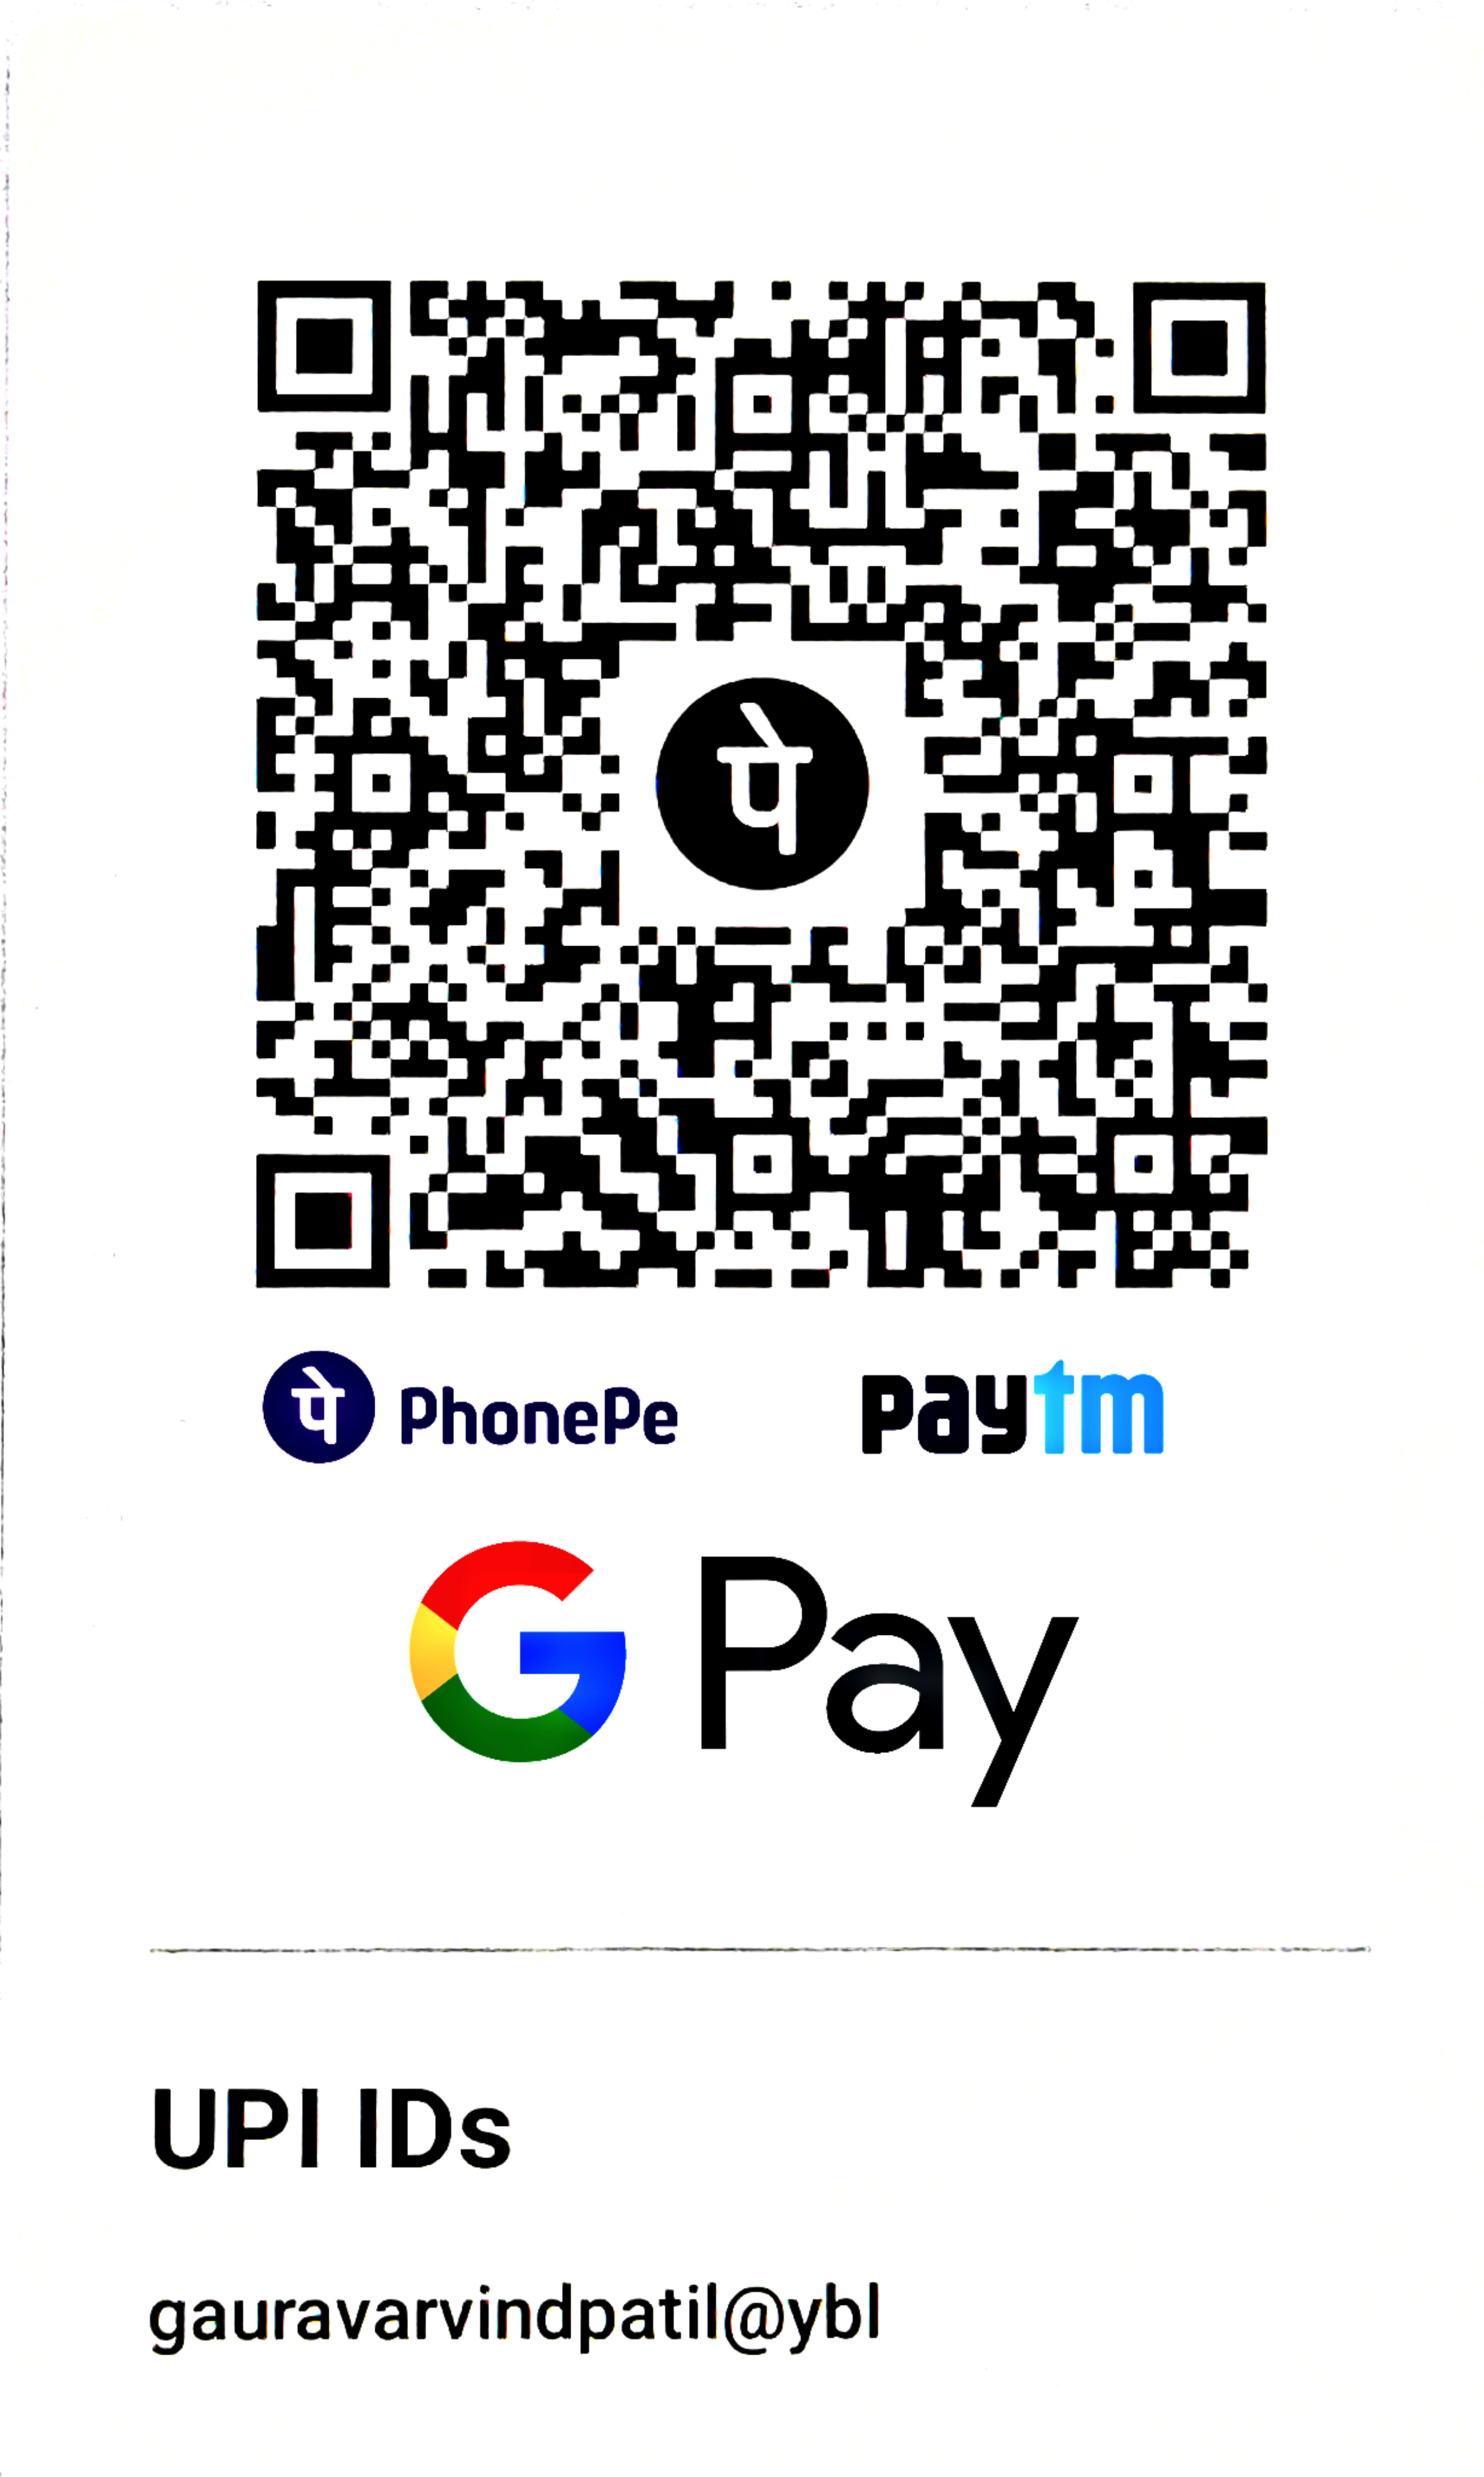 पे
पे PhonePe
paytm
G Pay
UPI IDs
gauravarvindpatil@ybl